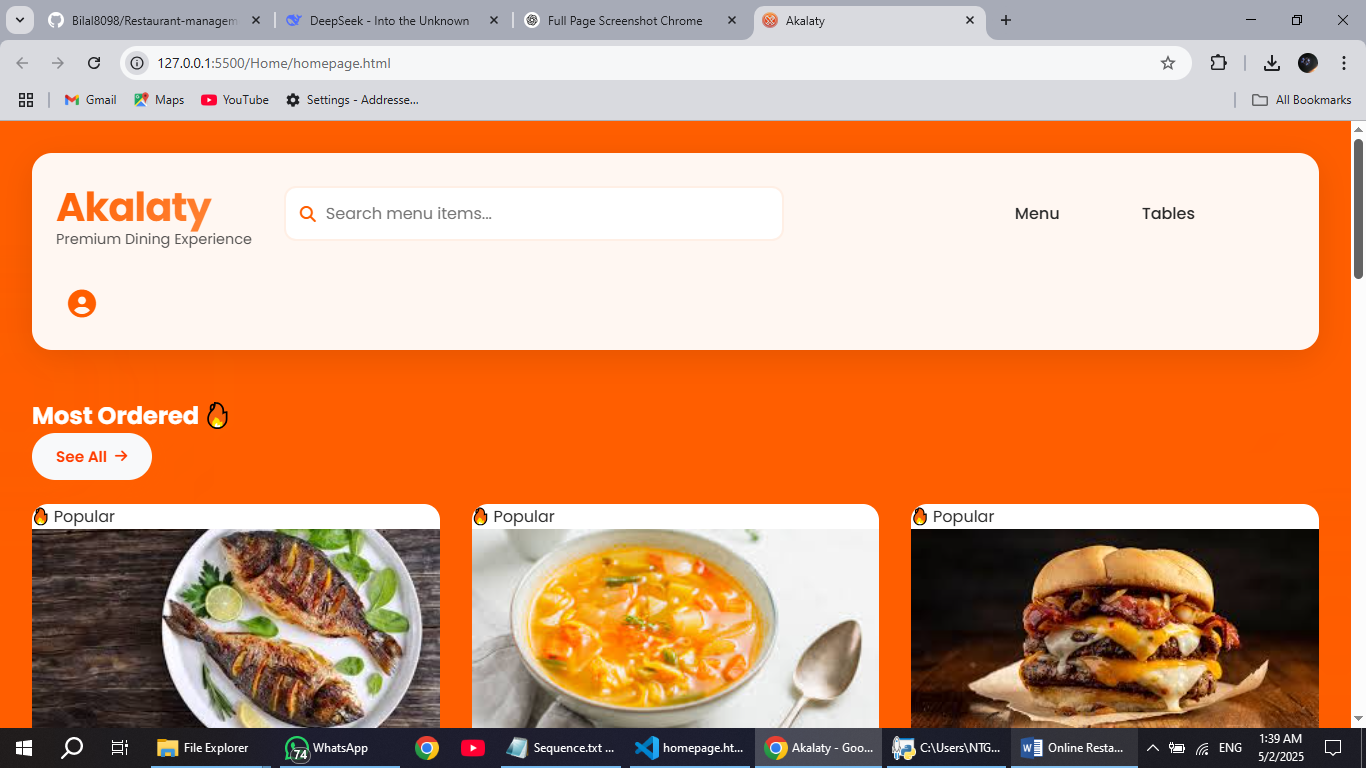 Bilal8098/Restaurant-managem
DeepSeek - Into the Unknown
Full Page Screenshot Chrome
Akalaty
127.0.0.1:5500/Home/homepage.html
Gmail
Maps
YouTube
Settings - Addresse...
All Bookmarks
Akalaty
Premium Dining Experience
Search menu items...
Menu
Tables
Most Ordered 🔥
See All →
🔥 Popular
🔥 Popular
🔥 Popular
File Explorer
74
WhatsApp
Sequence.txt ...
homepage.ht...
Akalaty - Goo...
C:\Users\NTG...
Online Resta...
ENG
1:39 AM
5/2/2025